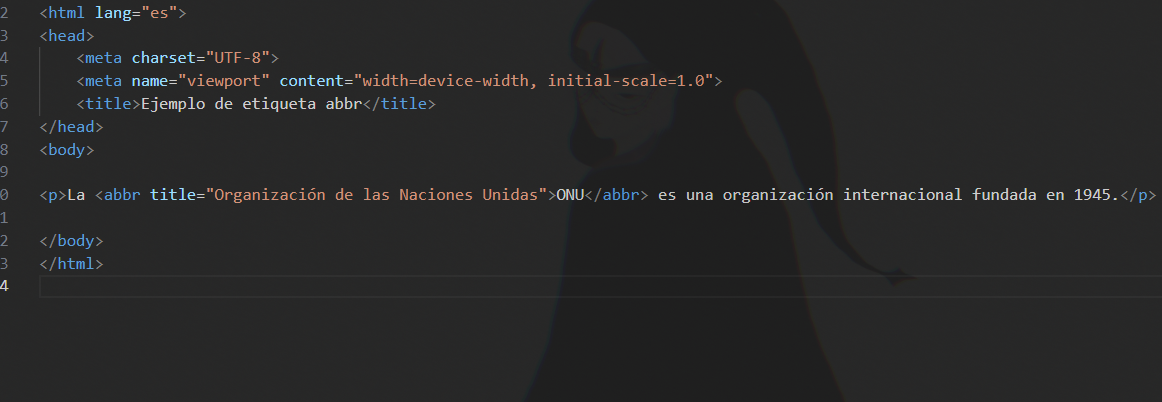 2 <html lang="es">
3 <head>
4     <meta charset="UTF-8">
5     <meta name="viewport" content="width=device-width, initial-scale=1.0">
6     <title>Ejemplo de etiqueta abbr</title>
7 </head>
8 <body>
9
0 <p>La <abbr title="Organización de las Naciones Unidas">ONU</abbr> es una organización internacional fundada en 1945.</p>
1
2 </body>
3 </html>
4